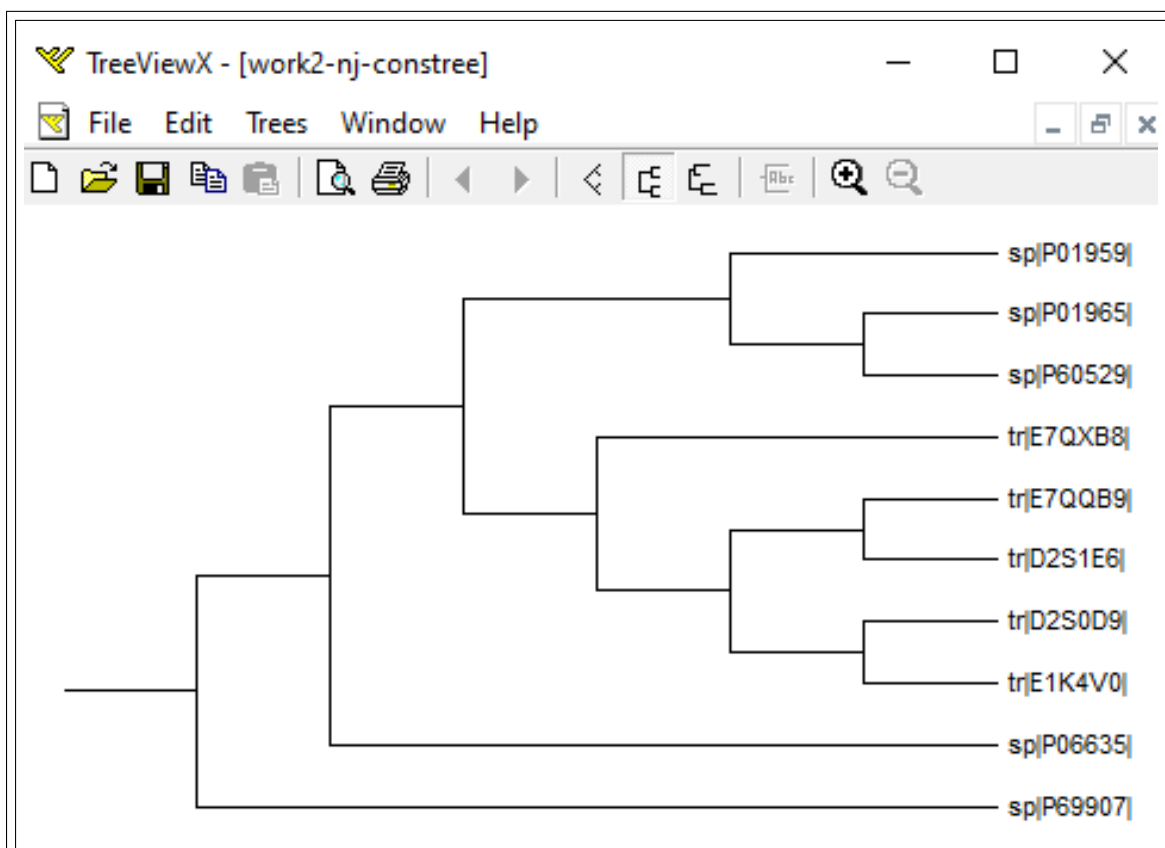 TreeViewX - [work2-nj-constree]
File Edit Trees Window Help
Abc
sp|P01959|
sp|P01965|
sp|P60529|
tr|E7QXB8|
tr|E7QQB9|
tr|D2S1E6|
tr|D2S0D9|
tr|E1K4V0|
sp|P06635|
sp|P69907|